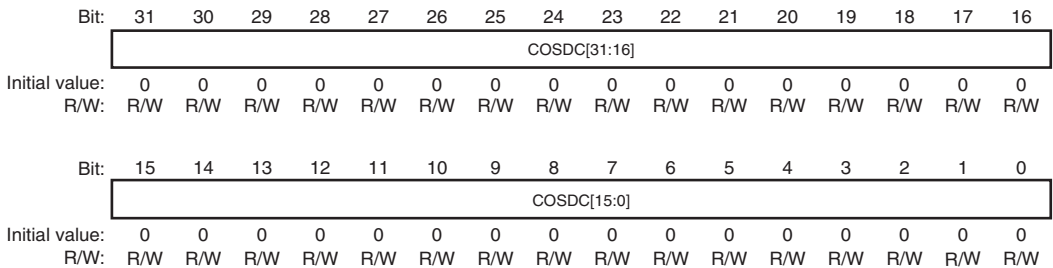 Bit: 31 30 29 28 27 26 25 24 23 22 21 20 19 18 17 16
COSDC[31:16]
Initial value: 0 0 0 0 0 0 0 0 0 0 0 0 0 0 0 0
R/W: R/W R/W R/W R/W R/W R/W R/W R/W R/W R/W R/W R/W R/W R/W R/W R/W
Bit: 15 14 13 12 11 10 9 8 7 6 5 4 3 2 1 0
COSDC[15:0]
Initial value: 0 0 0 0 0 0 0 0 0 0 0 0 0 0 0 0
R/W: R/W R/W R/W R/W R/W R/W R/W R/W R/W R/W R/W R/W R/W R/W R/W R/W